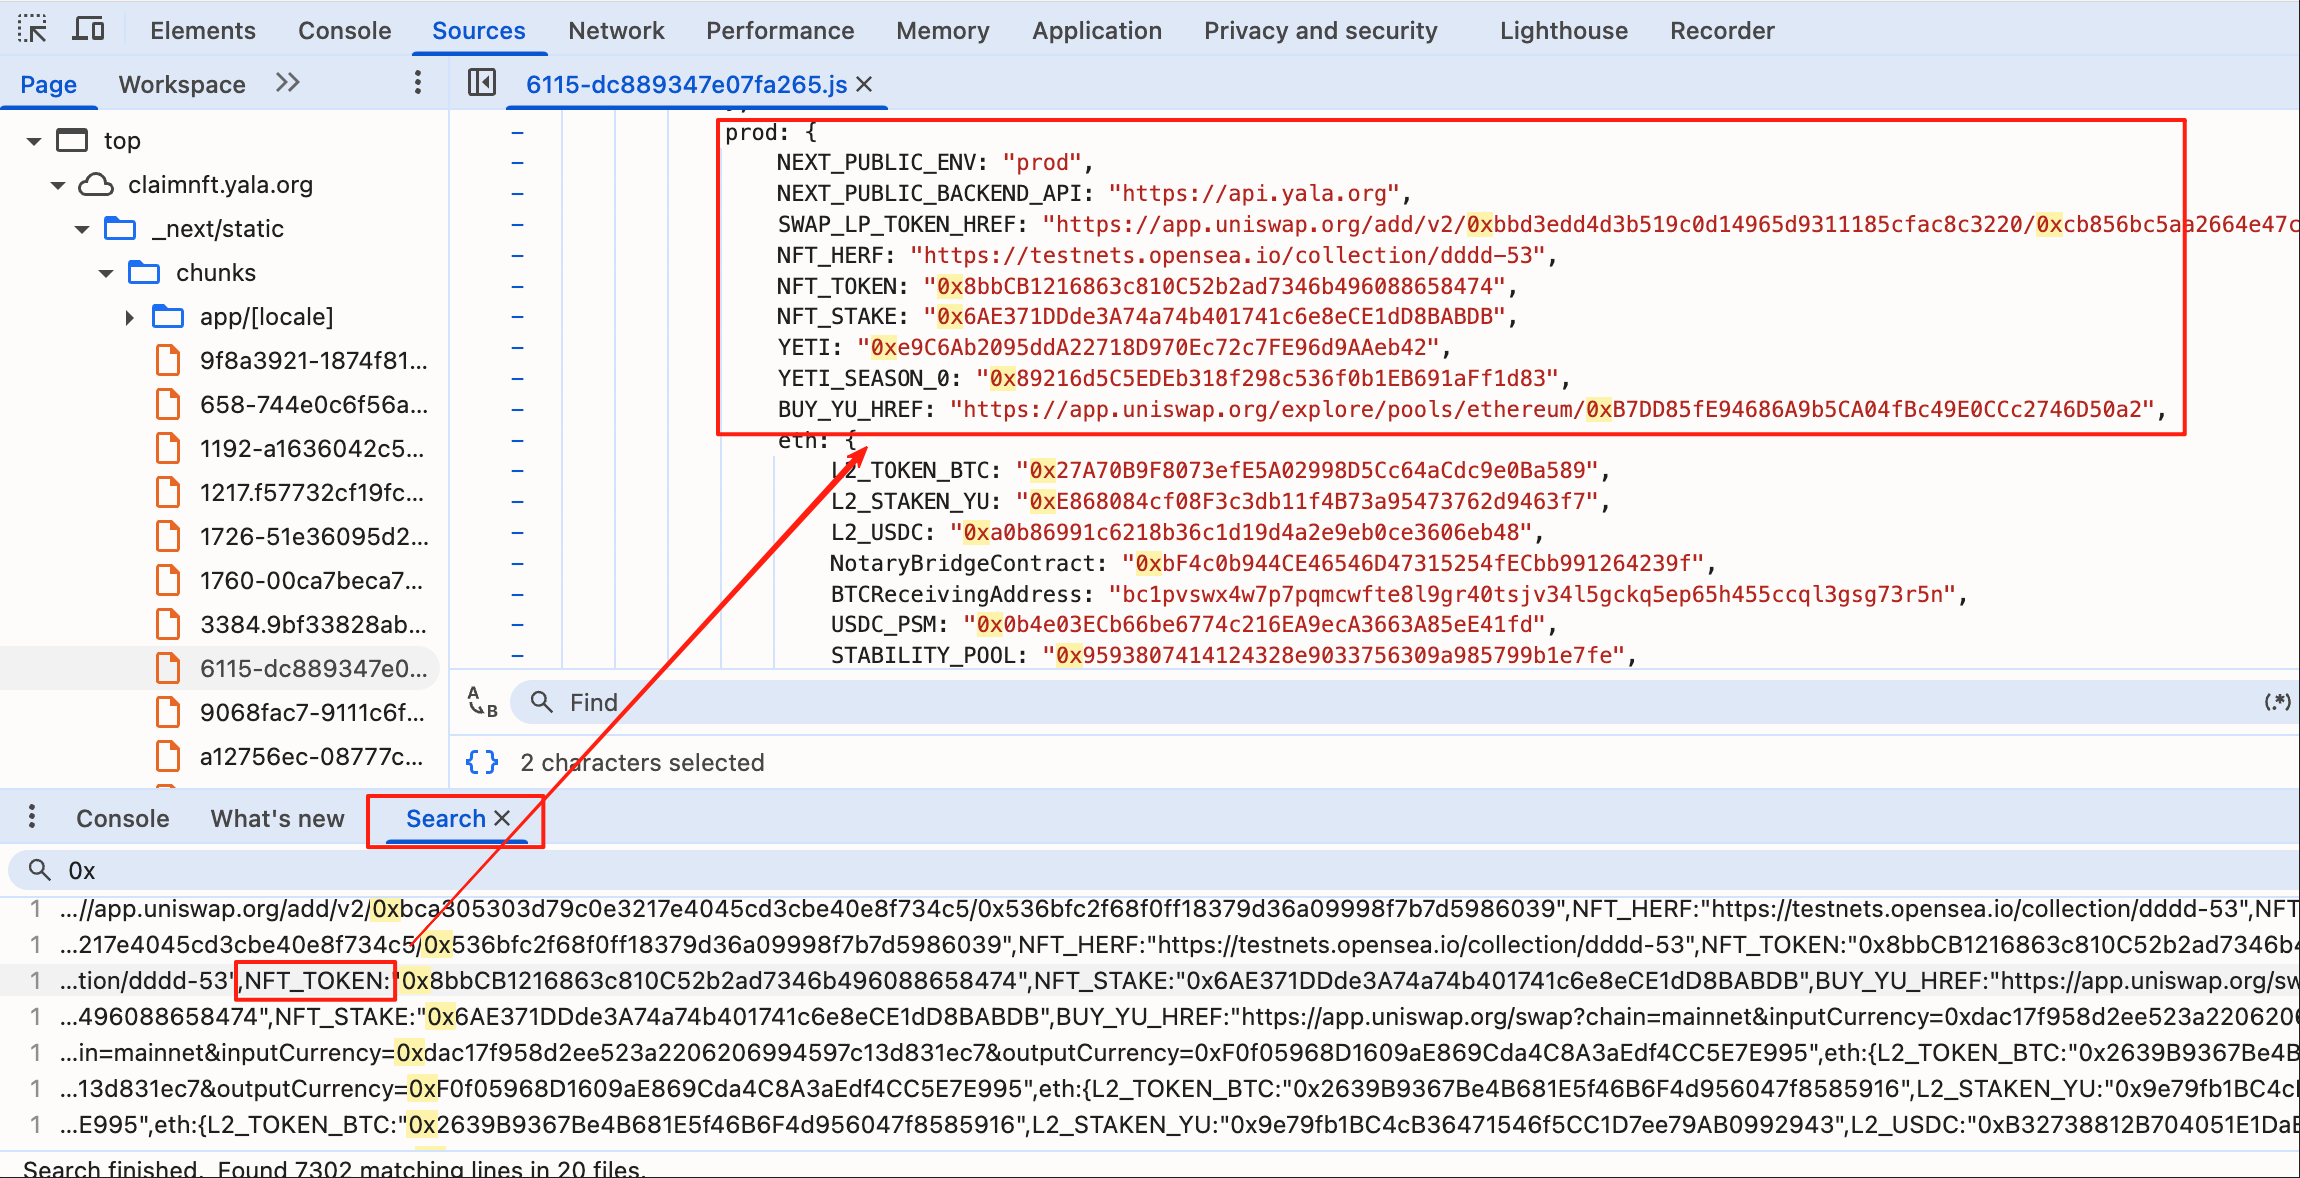 Elements Console Sources Network Performance Memory Application Privacy and security Lighthouse Recorder
Page Workspace
6115-dc889347e07fa265.js
top
claimnft.yala.org
_next/static
chunks
app/[locale]
9f8a3921-1874f81...
658-744e0c6f56a...
1192-a1636042c5...
1217.f57732cf19fc...
1726-51e36095d2...
1760-00ca7beca7...
3384.9bf33828ab...
6115-dc889347e0...
9068fac7-9111c6f...
a12756ec-08777c...
prod: {
NEXT_PUBLIC_ENV: "prod",
NEXT_PUBLIC_BACKEND_API: "https://api.yala.org",
SWAP_LP_TOKEN_HREF: "https://app.uniswap.org/add/v2/0xbbd3edd4d3b519c0d14965d9311185cfac8c3220/0xcb856bc5aa2664e47c
NFT_HERF: "https://testnets.opensea.io/collection/dddd-53",
NFT_TOKEN: "0x8bbCB1216863c810C52b2ad7346b496088658474",
NFT_STAKE: "0x6AE371DDde3A74a74b401741c6e8eCE1dD8BABDB",
YETI: "0xe9C6Ab2095ddA22718D970Ec72c7FE96d9AAeb42",
YETI_SEASON_0: "0x89216d5C5EDEb318f298c536f0b1EB691aFf1d83",
BUY_YU_HREF: "https://app.uniswap.org/explore/pools/ethereum/0xB7DD85fE94686A9b5CA04fBc49E0CCc2746D50a2",
eth: {
L2_TOKEN_BTC: "0x27A70B9F8073efE5A02998D5Cc64aCdc9e0Ba589",
L2_STAKEN_YU: "0xE868084cf08F3c3db11f4B73a95473762d9463f7",
L2_USDC: "0xa0b86991c6218b36c1d19d4a2e9eb0ce3606eb48",
NotaryBridgeContract: "0xbF4c0b944CE46546D47315254fECbb991264239f",
BTCReceivingAddress: "bc1pvswx4w7p7pqmcwfte8l9gr40tsjv34l5gckq5ep65h455ccql3gsg73r5n",
USDC_PSM: "0x0b4e03ECb66be6774c216EA9ecA3663A85eE41fd",
STABILITY_POOL: "0x9593807414124328e9033756309a985799b1e7fe",
Find
(.*)
{} 2 characters selected
Console What's new Search
0x
1 ...//app.uniswap.org/add/v2/0xbca305303d79c0e3217e4045cd3cbe40e8f734c5/0x536bfc2f68f0ff18379d36a09998f7b7d5986039",NFT_HERF:"https://testnets.opensea.io/collection/dddd-53",NFT
1 ...217e4045cd3cbe40e8f734c5/0x536bfc2f68f0ff18379d36a09998f7b7d5986039",NFT_HERF:"https://testnets.opensea.io/collection/dddd-53",NFT_TOKEN:"0x8bbCB1216863c810C52b2ad7346b4
1 ...tion/dddd-53",NFT_TOKEN:"0x8bbCB1216863c810C52b2ad7346b496088658474",NFT_STAKE:"0x6AE371DDde3A74a74b401741c6e8eCE1dD8BABDB",BUY_YU_HREF:"https://app.uniswap.org/sw
1 ...496088658474",NFT_STAKE:"0x6AE371DDde3A74a74b401741c6e8eCE1dD8BABDB",BUY_YU_HREF:"https://app.uniswap.org/swap?chain=mainnet&inputCurrency=0xdac17f958d2ee523a220620
1 ...in=mainnet&inputCurrency=0xdac17f958d2ee523a2206206994597c13d831ec7&outputCurrency=0xF0f05968D1609aE869Cda4C8A3aEdf4CC5E7E995",eth:{L2_TOKEN_BTC:"0x2639B9367Be4B
1 ...13d831ec7&outputCurrency=0xF0f05968D1609aE869Cda4C8A3aEdf4CC5E7E995",eth:{L2_TOKEN_BTC:"0x2639B9367Be4B681E5f46B6F4d956047f8585916",L2_STAKEN_YU:"0x9e79fb1BC4c
1 ...E995",eth:{L2_TOKEN_BTC:"0x2639B9367Be4B681E5f46B6F4d956047f8585916",L2_STAKEN_YU:"0x9e79fb1BC4cB36471546f5CC1D7ee79AB0992943",L2_USDC:"0xB32738812B704051E1Da
Search finished. Found 7302 matching lines in 20 files.